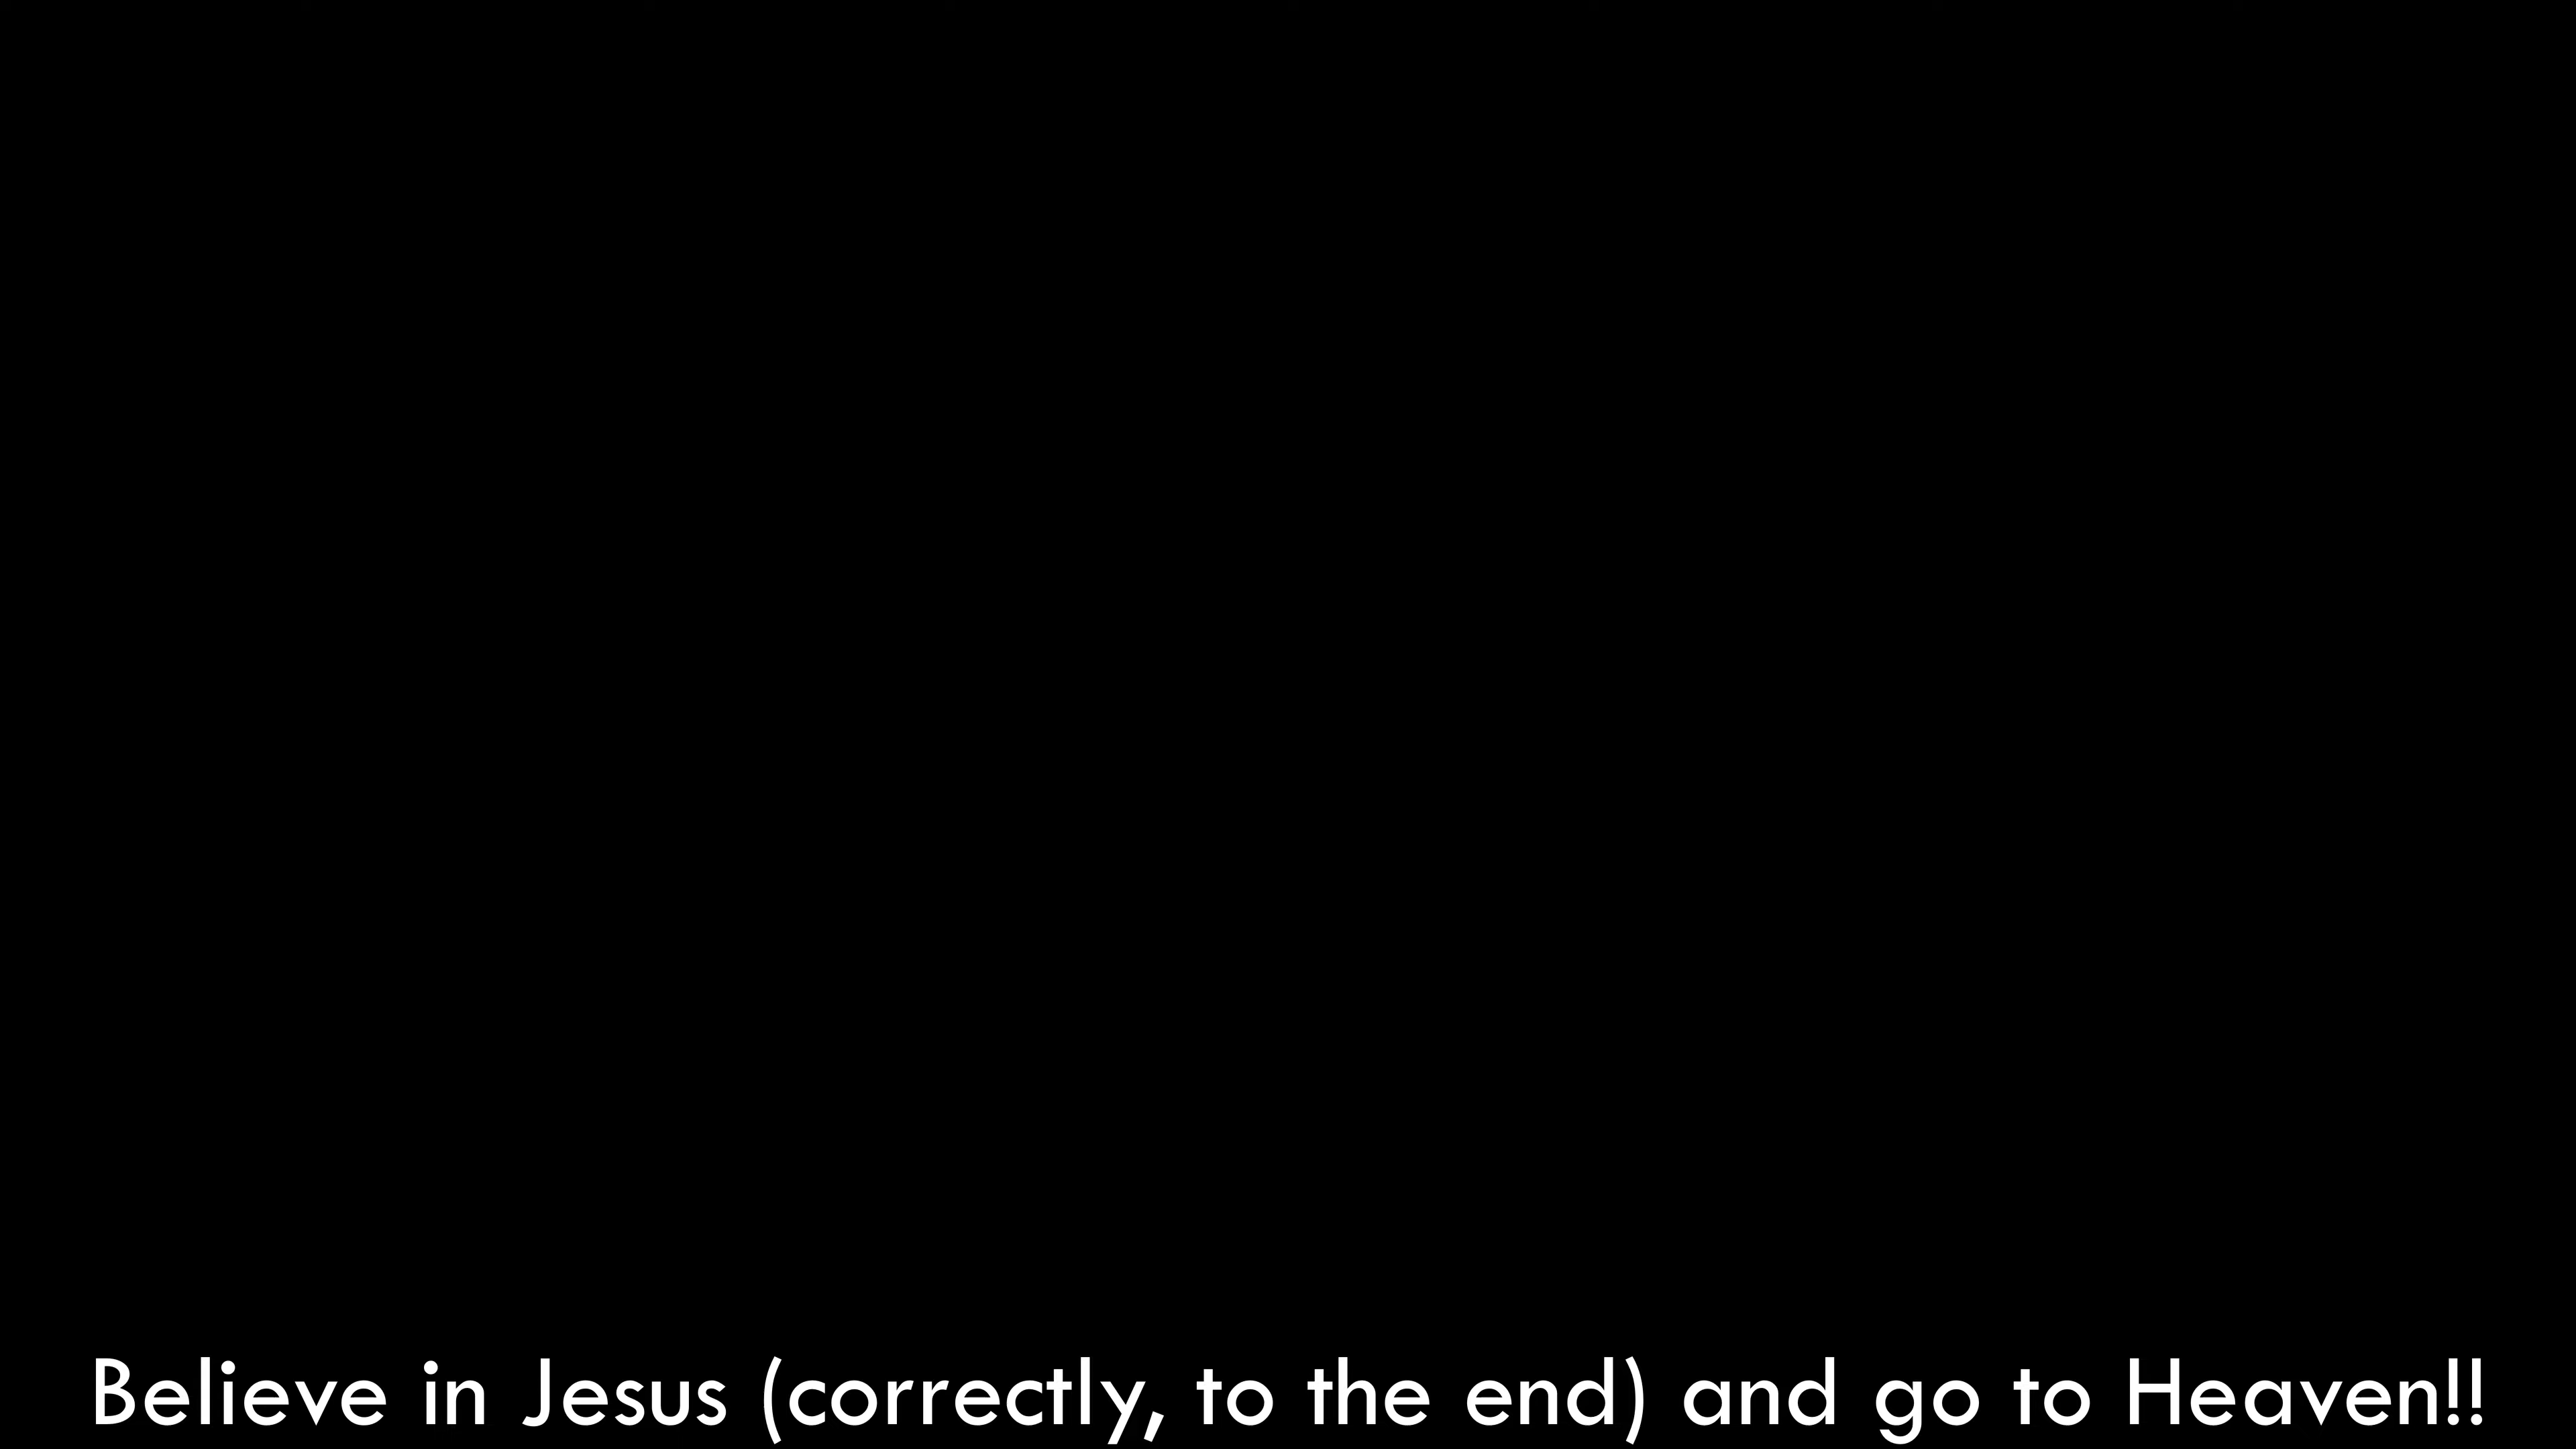 Believe in Jesus (correctly, to the end) and go to Heaven!!